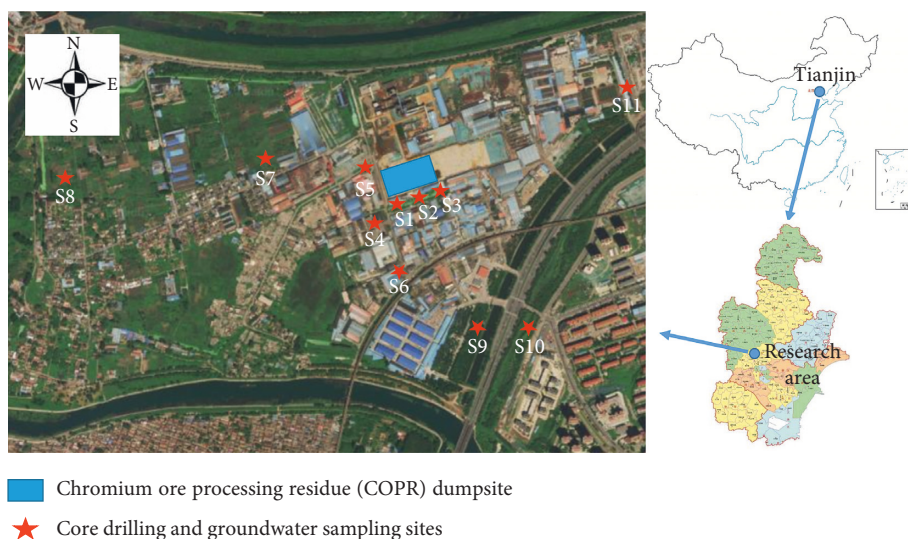 N
W E
S
Tianjin
S11
S7
S5
S8
S3
S2
S1
S4
S6
S9
S10
Research
area
Chromium ore processing residue (COPR) dumpsite
Core drilling and groundwater sampling sites